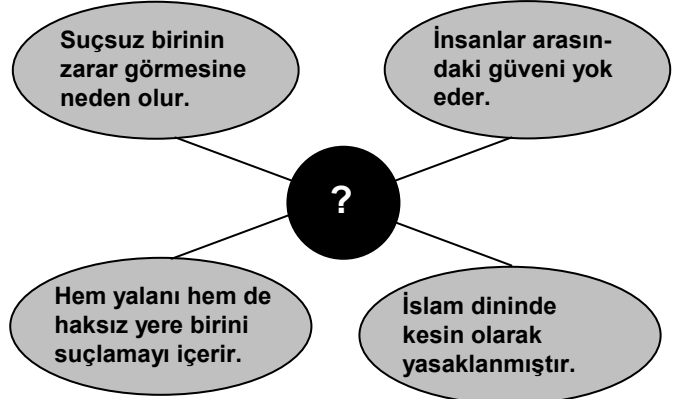 Suçsuz birinin
zarar görmesine
neden olur.
İnsanlar arasın-
daki güveni yok
eder.
?
Hem yalanı hem de
haksız yere birini
suçlamayı içerir.
İslam dininde
kesin olarak
yasaklanmıştır.